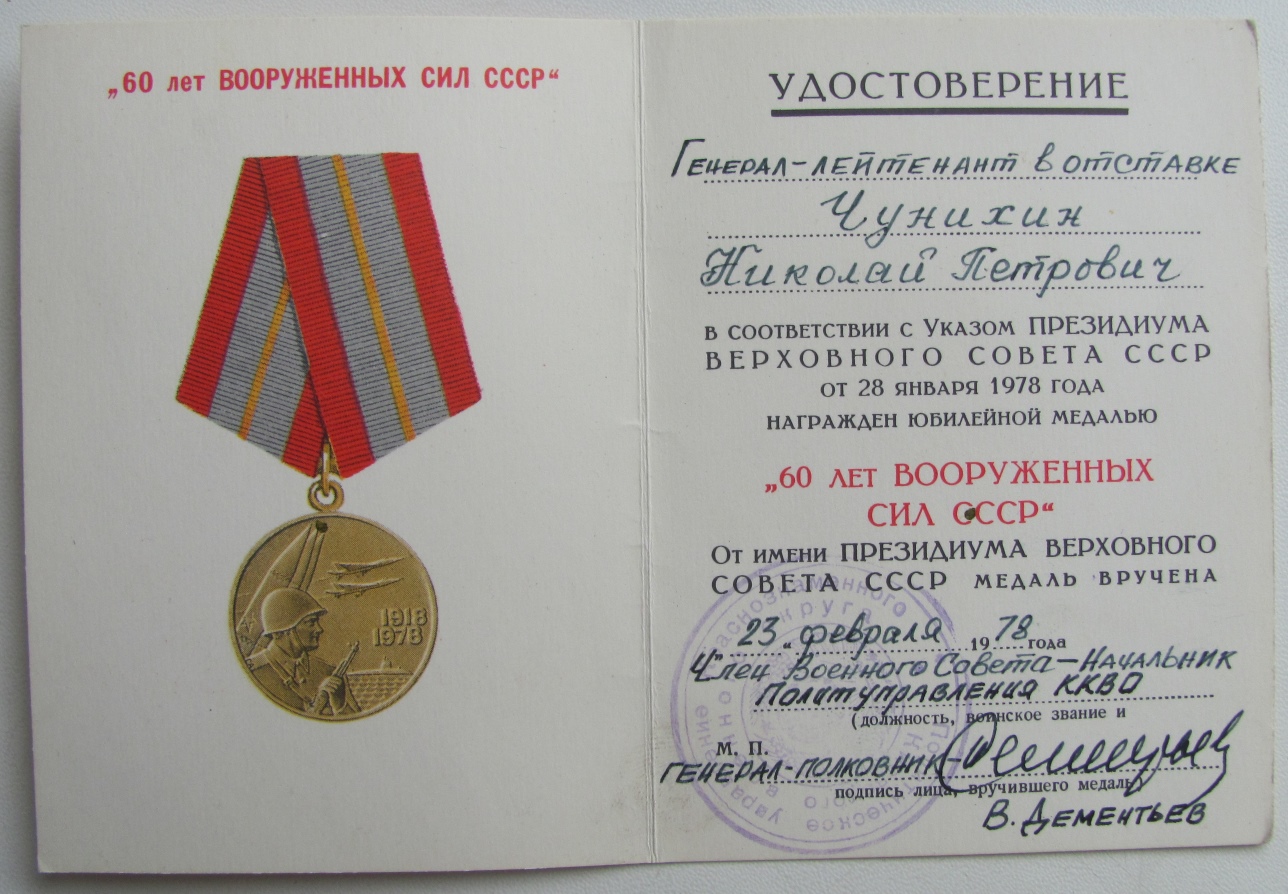 „60 лет ВООРУЖЕННЫХ СИЛ СССР“
1918
1978
УДОСТОВЕРЕНИЕ
Генерал-лейтенант в отставке
Чунихин
Николай Петрович
в соответствии с Указом ПРЕЗИДИУМА
ВЕРХОВНОГО СОВЕТА СССР
от 28 января 1978 года
награжден юбилейной медалью
„60 лет ВООРУЖЕННЫХ
СИЛ СССР“
От имени ПРЕЗИДИУМА ВЕРХОВНОГО
СОВЕТА СССР медаль вручена
„23“ февраля 1978 года
Член Военного Совета - Начальник
Политуправления ККВО
(должность, воинское звание и
М. П.
генерал-полковник-
подпись лица, вручившего медаль)
В. Дементьев
Краснознаменного
округа